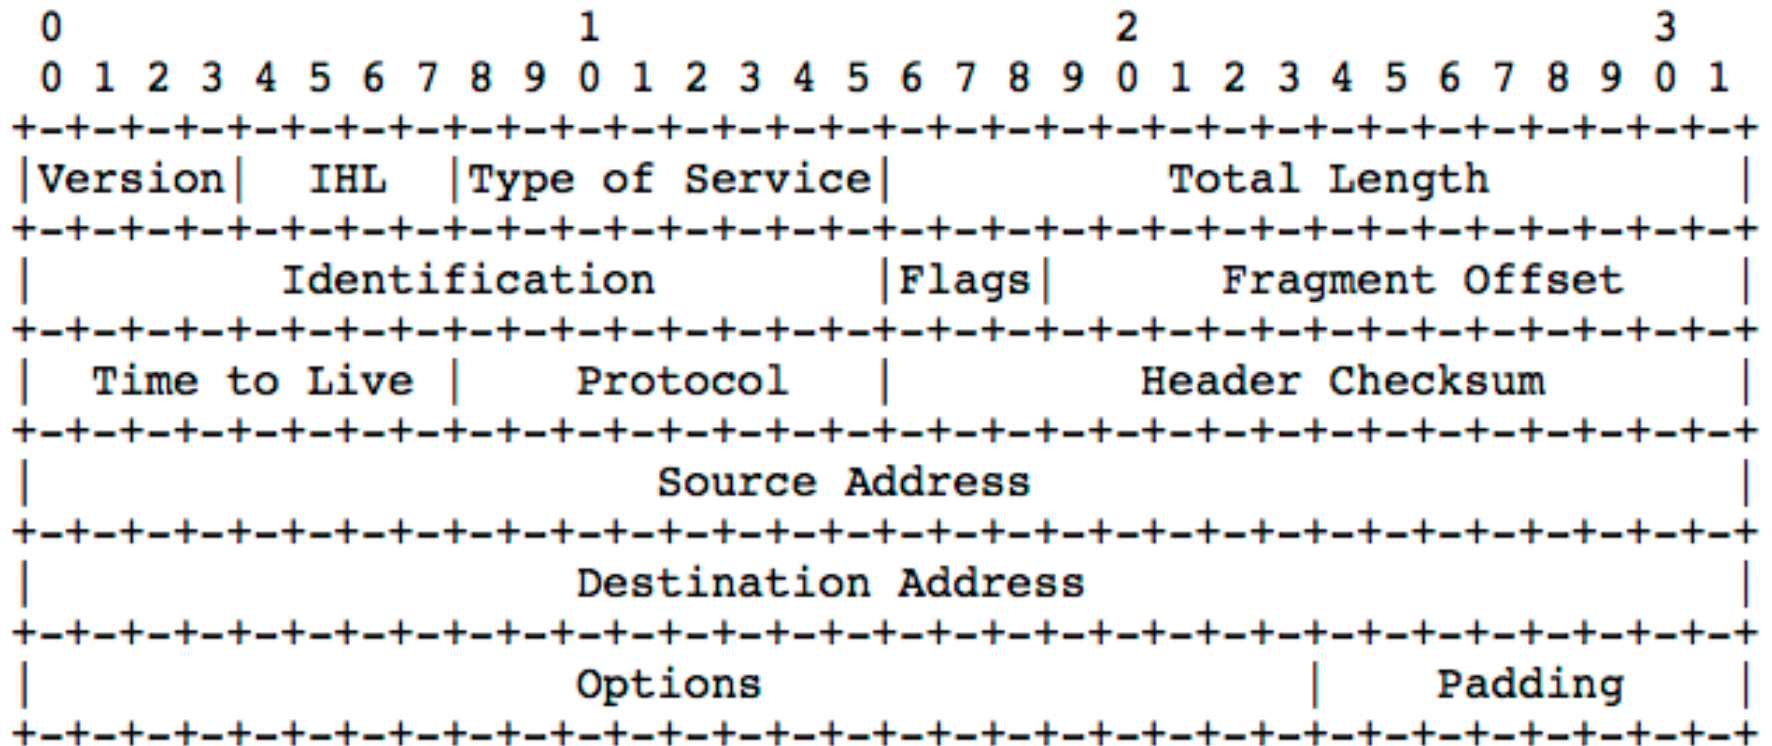 0                   1                   2                   3
 0 1 2 3 4 5 6 7 8 9 0 1 2 3 4 5 6 7 8 9 0 1 2 3 4 5 6 7 8 9 0 1
+-+-+-+-+-+-+-+-+-+-+-+-+-+-+-+-+-+-+-+-+-+-+-+-+-+-+-+-+-+-+-+-+
|Version|  IHL  |Type of Service|          Total Length         |
+-+-+-+-+-+-+-+-+-+-+-+-+-+-+-+-+-+-+-+-+-+-+-+-+-+-+-+-+-+-+-+-+
|         Identification        |Flags|      Fragment Offset    |
+-+-+-+-+-+-+-+-+-+-+-+-+-+-+-+-+-+-+-+-+-+-+-+-+-+-+-+-+-+-+-+-+
|  Time to Live |    Protocol   |         Header Checksum       |
+-+-+-+-+-+-+-+-+-+-+-+-+-+-+-+-+-+-+-+-+-+-+-+-+-+-+-+-+-+-+-+-+
|                       Source Address                          |
+-+-+-+-+-+-+-+-+-+-+-+-+-+-+-+-+-+-+-+-+-+-+-+-+-+-+-+-+-+-+-+-+
|                    Destination Address                        |
+-+-+-+-+-+-+-+-+-+-+-+-+-+-+-+-+-+-+-+-+-+-+-+-+-+-+-+-+-+-+-+-+
|                    Options                    |    Padding    |
+-+-+-+-+-+-+-+-+-+-+-+-+-+-+-+-+-+-+-+-+-+-+-+-+-+-+-+-+-+-+-+-+